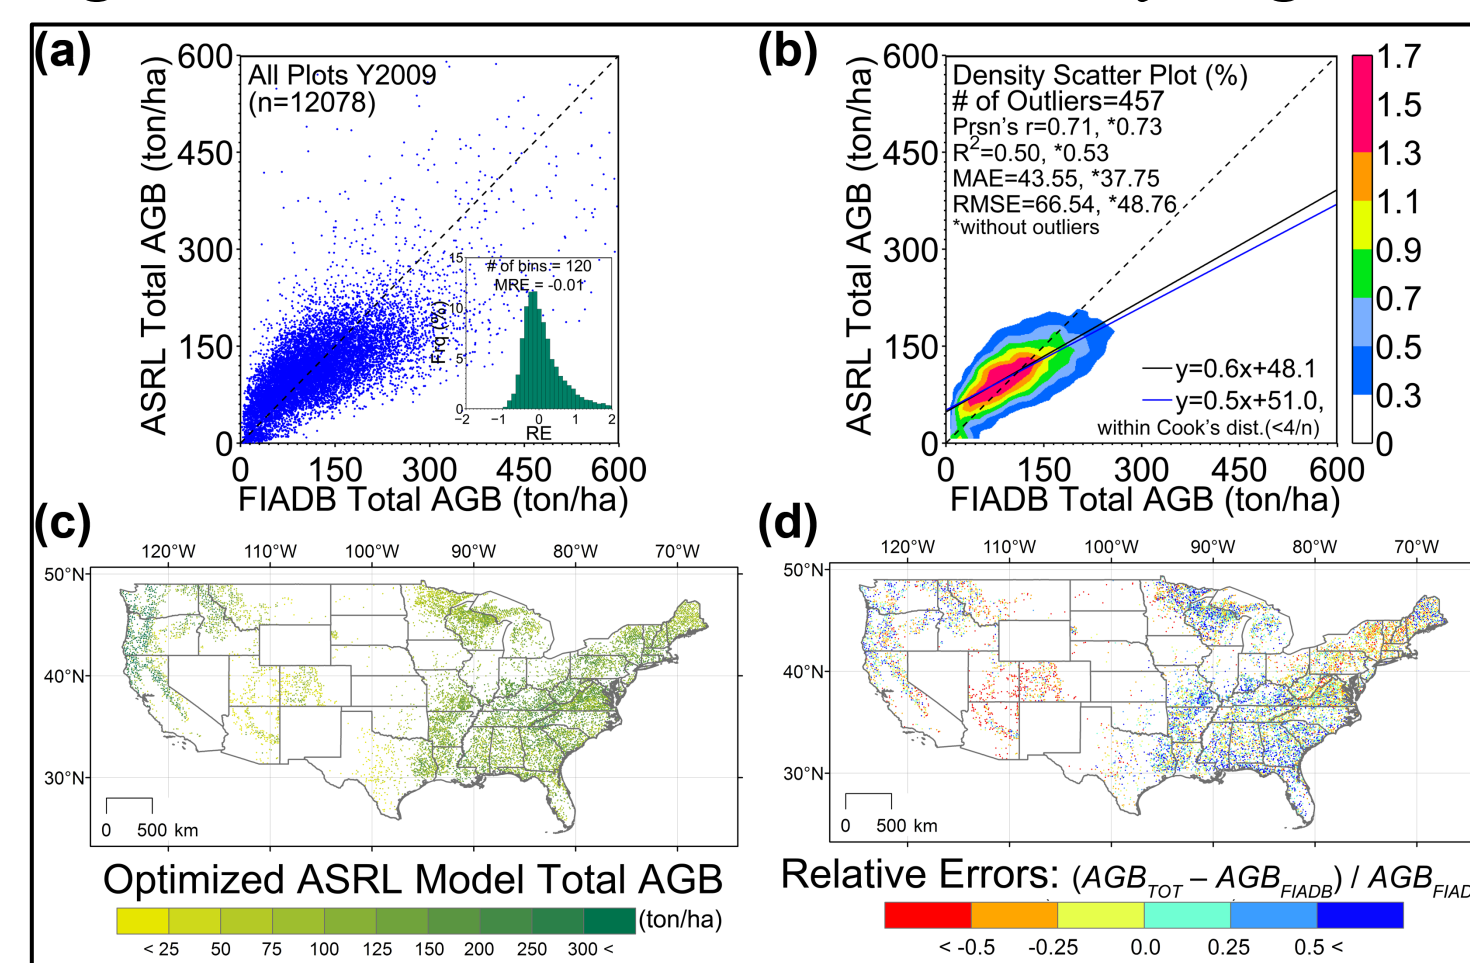 (a)
600
450
300
150
0
ASRL Total AGB (ton/ha)
All Plots Y2009
(n=12078)
15
10
5
0
Frq (%)
# of bins = 120
MRE = -0.01
−2 −1 0 1 2
RE
0 150 300 450 600
FIADB Total AGB (ton/ha)
(b)
600
450
300
150
0
ASRL Total AGB (ton/ha)
Density Scatter Plot (%)
# of Outliers=457
Prsn's r=0.71, *0.73
R²=0.50, *0.53
MAE=43.55, *37.75
RMSE=66.54, *48.76
*without outliers
y=0.6x+48.1
y=0.5x+51.0,
within Cook's dist.(<4/n)
0 150 300 450 600
FIADB Total AGB (ton/ha)
1.7
1.5
1.3
1.1
0.9
0.7
0.5
0.3
0
(c)
120°W 110°W 100°W 90°W 80°W 70°W
50°N
40°N
30°N
0 500 km
Optimized ASRL Model Total AGB
(ton/ha)
< 25 50 75 100 125 150 200 250 300 <
(d)
120°W 110°W 100°W 90°W 80°W 70°W
50°N
40°N
30°N
0 500 km
Relative Errors: (AGB_TOT – AGB_FIADB) / AGB_FIAD
< -0.5 -0.25 0.0 0.25 0.5 <